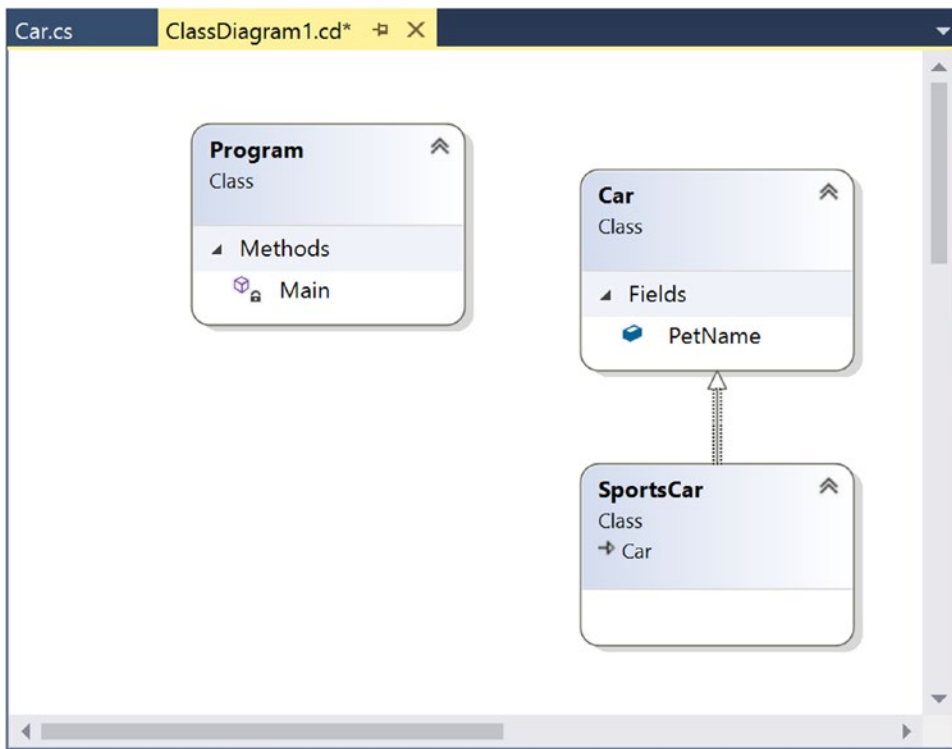 Car.cs
ClassDiagram1.cd*
Program
Class
Methods
Main
Car
Class
Fields
PetName
SportsCar
Class
Car